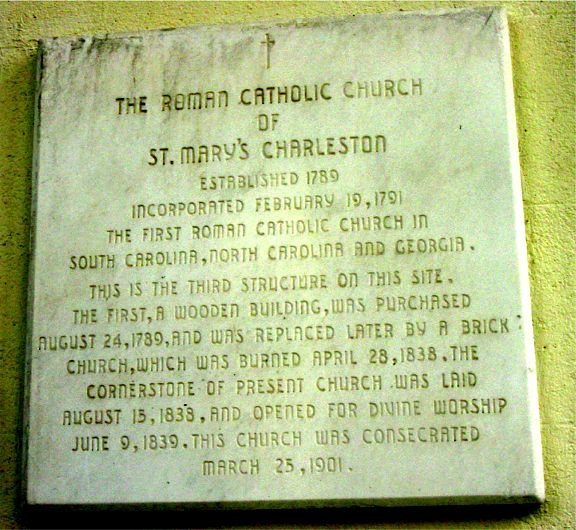 THE ROMAN CATHOLIC CHURCH
OF
ST. MARY'S CHARLESTON
ESTABLISHED 1789
INCORPORATED FEBRUARY 19, 1791
THE FIRST ROMAN CATHOLIC CHURCH IN
SOUTH CAROLINA, NORTH CAROLINA AND GEORGIA.
THIS IS THE THIRD STRUCTURE ON THIS SITE.
THE FIRST, A WOODEN BUILDING, WAS PURCHASED
AUGUST 24, 1789, AND WAS REPLACED LATER BY A BRICK
CHURCH, WHICH WAS BURNED APRIL 28, 1838. THE
CORNERSTONE OF PRESENT CHURCH WAS LAID
AUGUST 15, 1838, AND OPENED FOR DIVINE WORSHIP
JUNE 9, 1839. THIS CHURCH WAS CONSECRATED
MARCH 25, 1901.